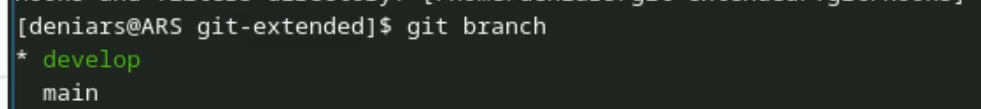 [deniars@ARS git-extended]$ git branch
* develop
main